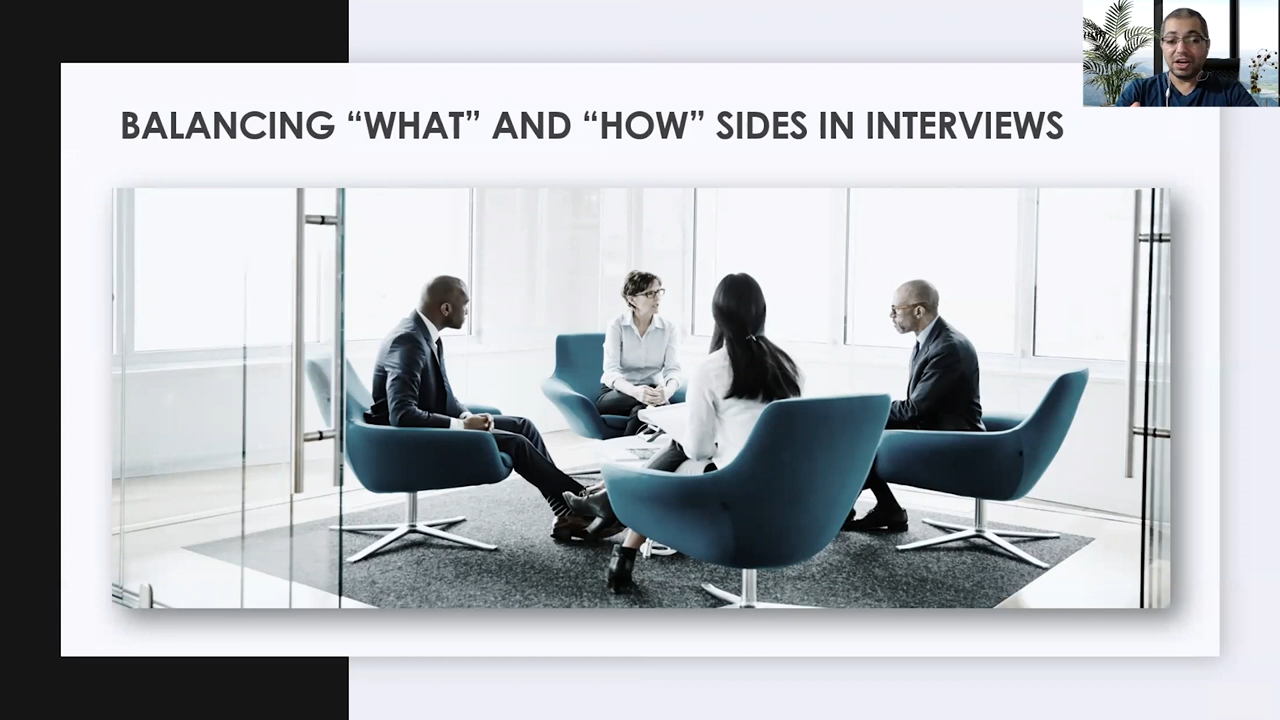 BALANCING “WHAT” AND “HOW” SIDES IN INTERVIEWS